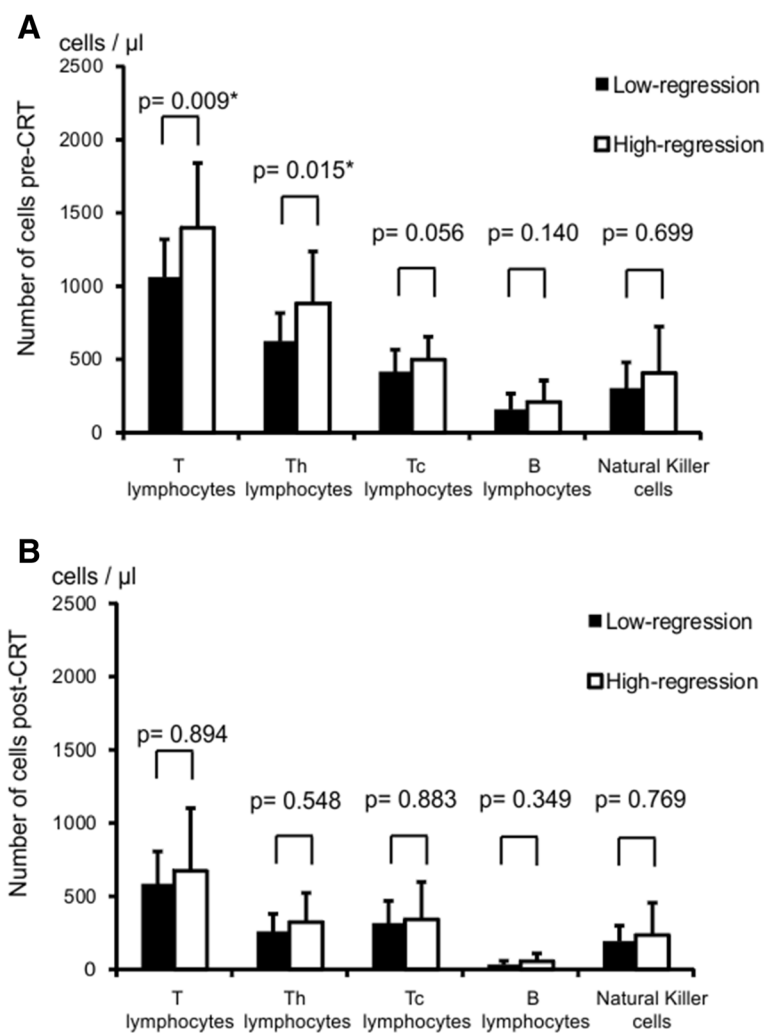 A
cells / µl
2500
2000
1500
1000
500
0
Number of cells pre-CRT
Low-regression
High-regression
p= 0.009*
p= 0.015*
p= 0.056
p= 0.140
p= 0.699
T
lymphocytes
Th
lymphocytes
Tc
lymphocytes
B
lymphocytes
Natural Killer
cells
B
cells / µl
2500
2000
1500
1000
500
0
Number of cells post-CRT
Low-regression
High-regression
p= 0.894
p= 0.548
p= 0.883
p= 0.349
p= 0.769
T
lymphocytes
Th
lymphocytes
Tc
lymphocytes
B
lymphocytes
Natural Killer
cells